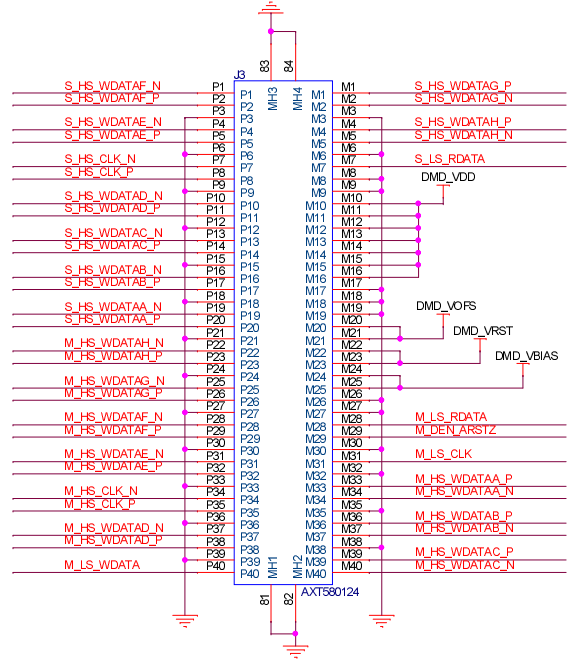 83 84
J3
MH3 MH4
S_HS_WDATAF_N P1 P1 M1 M1 S_HS_WDATAG_P
S_HS_WDATAF_P P2 P2 M2 M2 S_HS_WDATAG_N
P3 P3 M3 M3
S_HS_WDATAE_N P4 P4 M4 M4 S_HS_WDATAH_P
S_HS_WDATAE_P P5 P5 M5 M5 S_HS_WDATAH_N
P6 P6 M6 M6
S_HS_CLK_N P7 P7 M7 M7 S_LS_RDATA
S_HS_CLK_P P8 P8 M8 M8 DMD_VDD
P9 P9 M9 M9
S_HS_WDATAD_N P10 P10 M10 M10
S_HS_WDATAD_P P11 P11 M11 M11
P12 P12 M12 M12
S_HS_WDATAC_N P13 P13 M13 M13
S_HS_WDATAC_P P14 P14 M14 M14
P15 P15 M15 M15
S_HS_WDATAB_N P16 P16 M16 M16
S_HS_WDATAB_P P17 P17 M17 M17
P18 P18 M18 M18
S_HS_WDATAA_N P19 P19 M19 M19 DMD_VOFS
S_HS_WDATAA_P P20 P20 M20 M20
P21 P21 M21 M21 DMD_VRST
M_HS_WDATAH_N P22 P22 M22 M22
M_HS_WDATAH_P P23 P23 M23 M23 DMD_VBIAS
P24 P24 M24 M24
M_HS_WDATAG_N P25 P25 M25 M25
M_HS_WDATAG_P P26 P26 M26 M26
P27 P27 M27 M27
M_HS_WDATAF_N P28 P28 M28 M28 M_LS_RDATA
M_HS_WDATAF_P P29 P29 M29 M29 M_DEN_ARSTZ
P30 P30 M30 M30
M_HS_WDATAE_N P31 P31 M31 M31 M_LS_CLK
M_HS_WDATAE_P P32 P32 M32 M32
P33 P33 M33 M33 M_HS_WDATAA_P
M_HS_CLK_N P34 P34 M34 M34 M_HS_WDATAA_N
M_HS_CLK_P P35 P35 M35 M35
P36 P36 M36 M36 M_HS_WDATAB_P
M_HS_WDATAD_N P37 P37 M37 M37 M_HS_WDATAB_N
M_HS_WDATAD_P P38 P38 M38 M38
P39 P39 M39 M39 M_HS_WDATAC_P
M_LS_WDATA P40 P40 M40 M40 M_HS_WDATAC_N
MH1 MH2
AXT580124
81 82